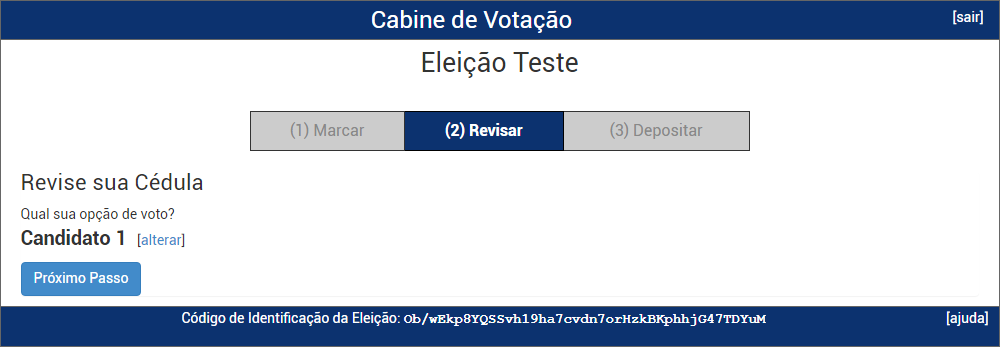 Cabine de Votação
[sair]
Eleição Teste
(1) Marcar (2) Revisar (3) Depositar
Revise sua Cédula
Qual sua opção de voto?
Candidato 1 [alterar]
Próximo Passo
Código de Identificação da Eleição: Ob/wEkp8YQSSvh19ha7cvdn7orHzkBKphhjG47TDYuM
[ajuda]